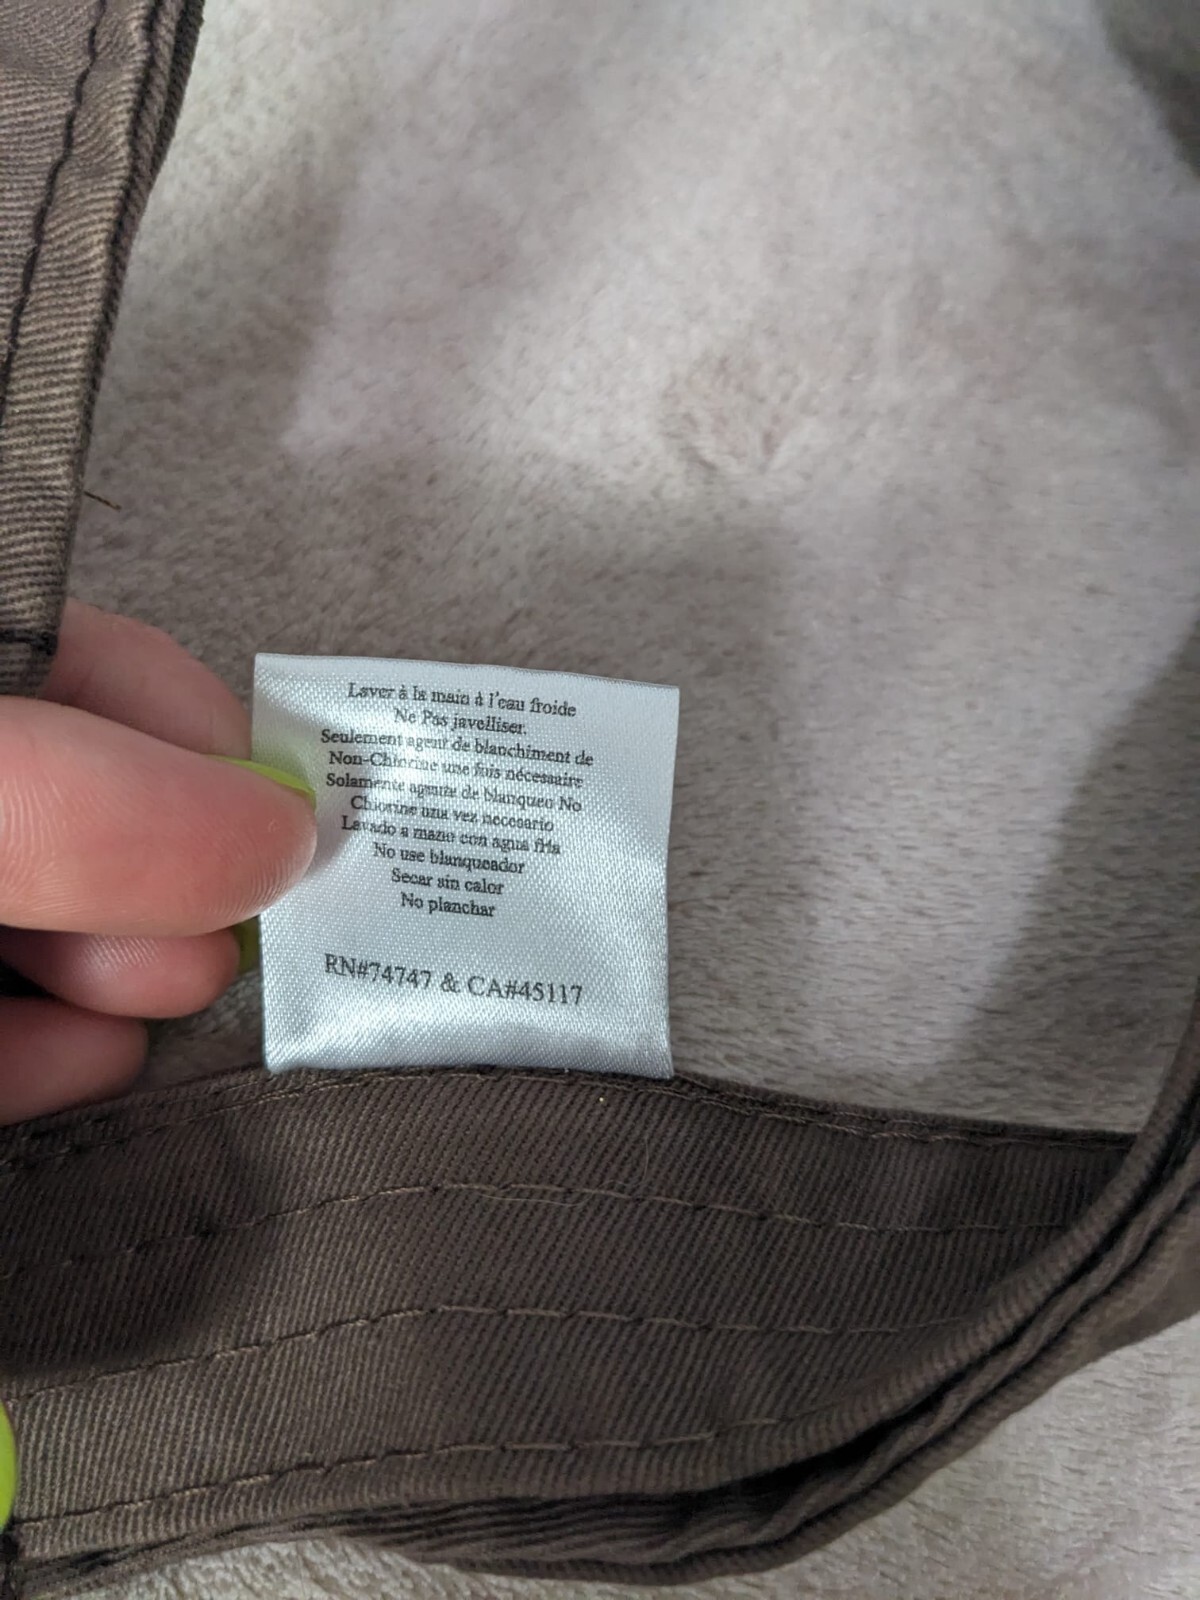 Laver à la main à l'eau froide
Ne Pas javelliser.
Seulement agent de blanchiment de
Non-Chlorine une fois nécessaire
Solamente agente de blanqueo No
Chlorine una vez necesario
Lavado a mano con agua fría
No use blanqueador
Secar sin calor
No planchar
RN#74747 & CA#45117